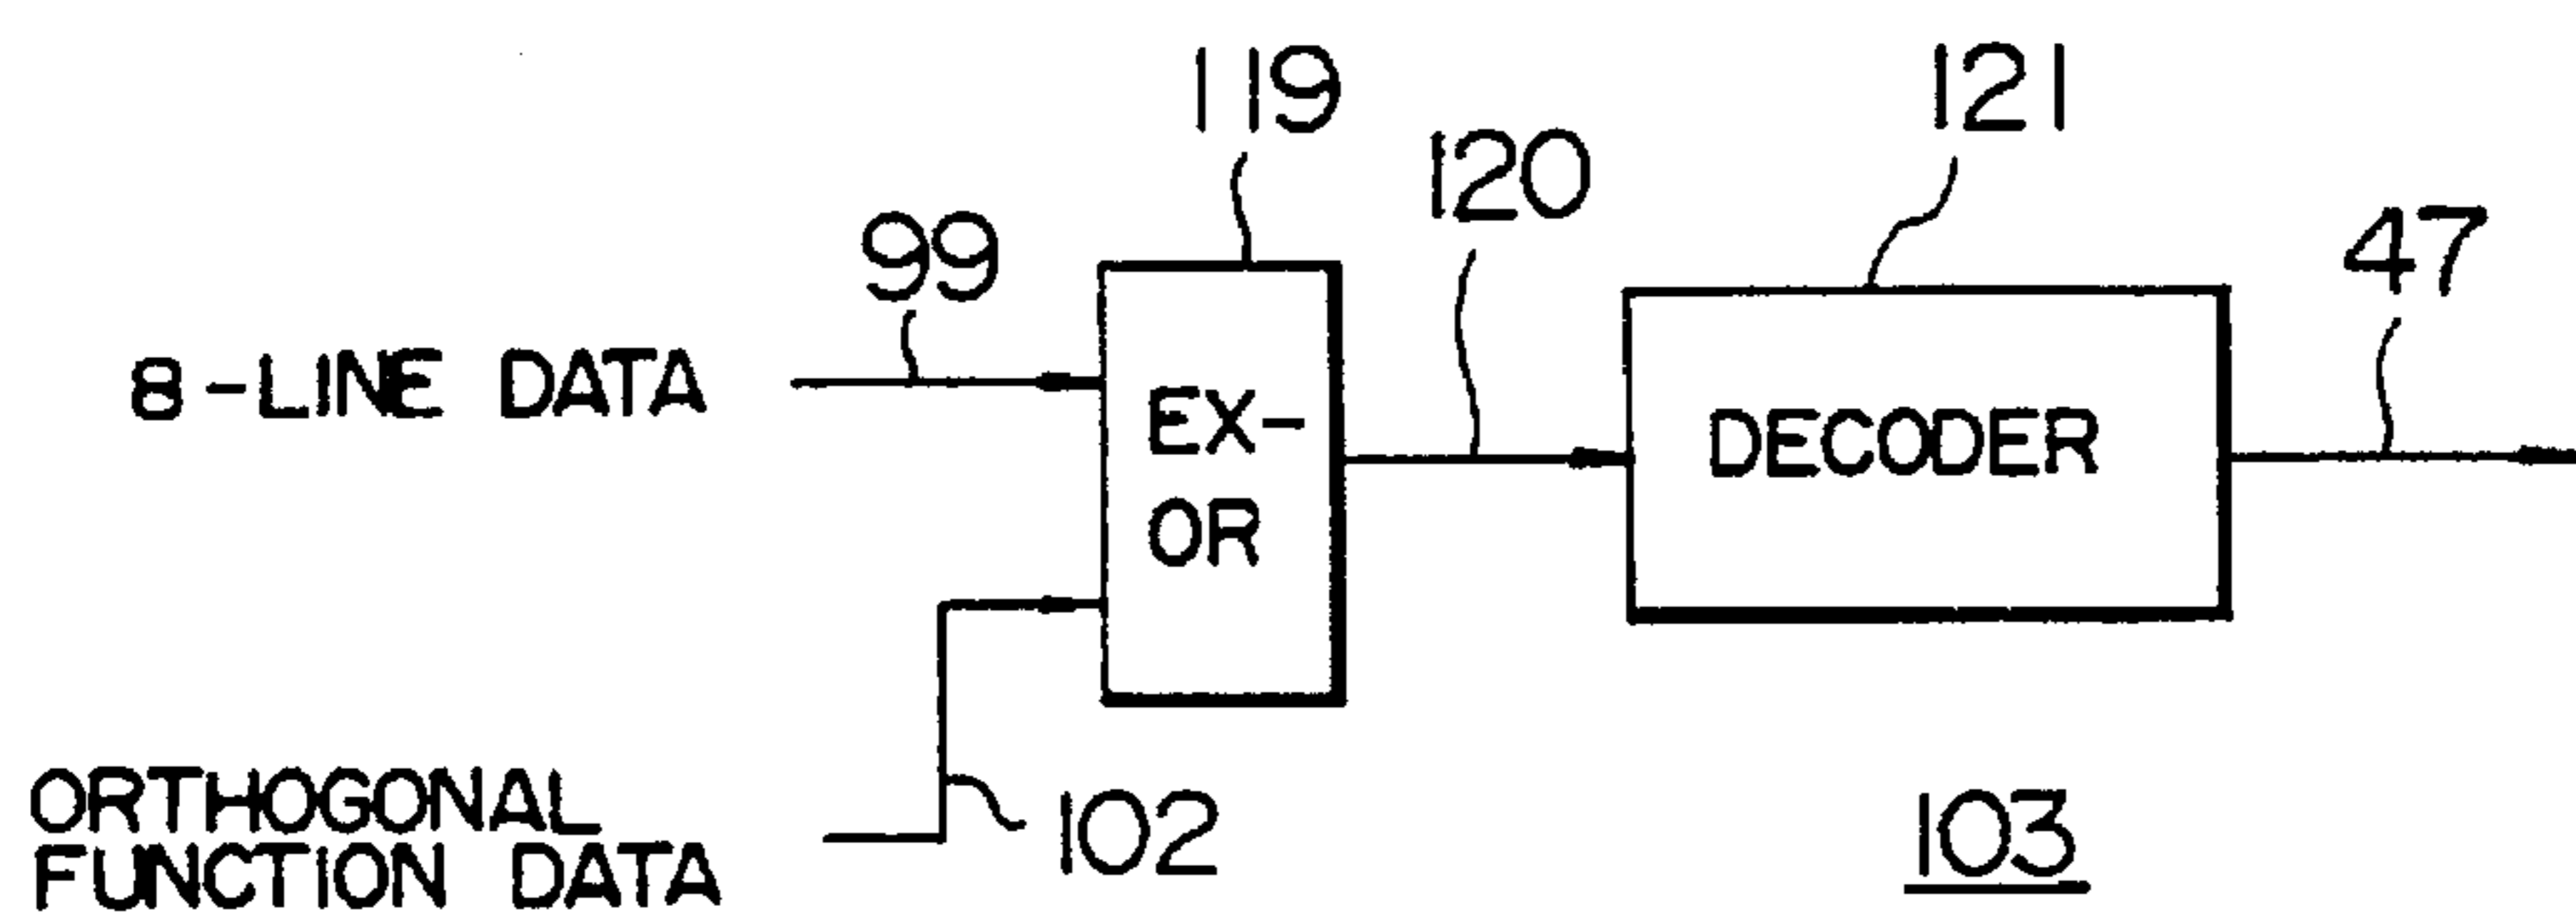 119
121
120
99
47
8-LINE DATA
EX-
OR
DECODER
ORTHOGONAL
FUNCTION DATA
102
103